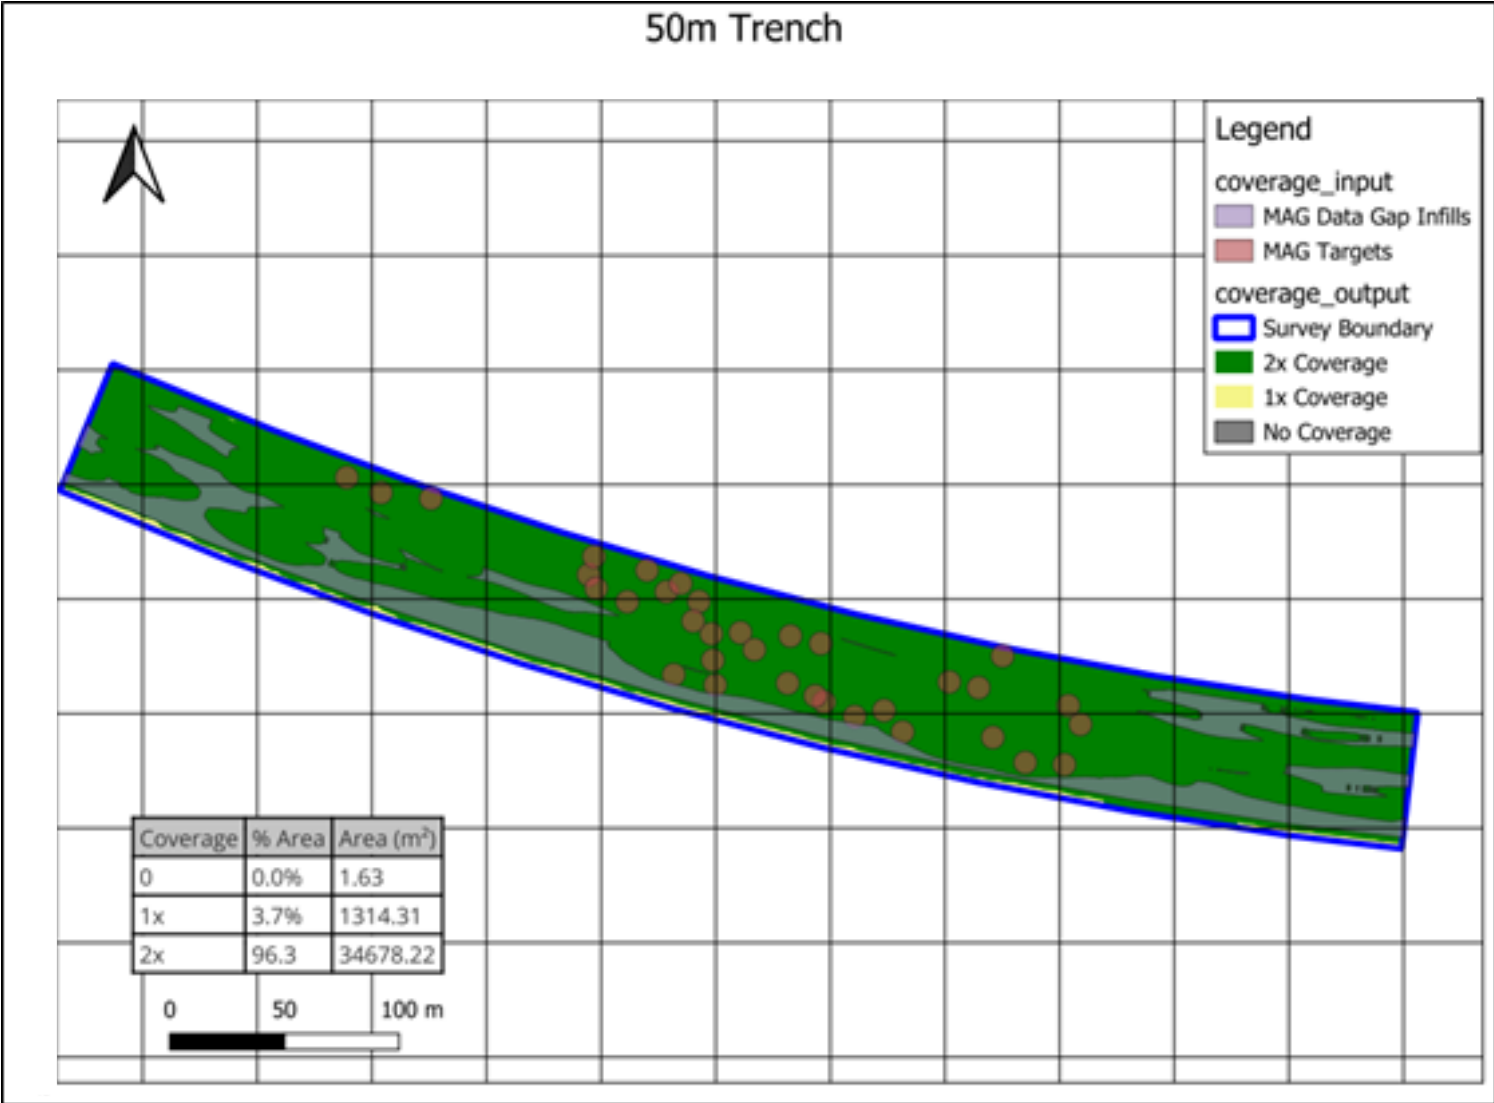 50m Trench
Legend
coverage_input
MAG Data Gap Infills
MAG Targets
coverage_output
Survey Boundary
2x Coverage
1x Coverage
No Coverage
Coverage % Area Area (m²)
0 0.0% 1.63
1x 3.7% 1314.31
2x 96.3 34678.22
0 50 100 m